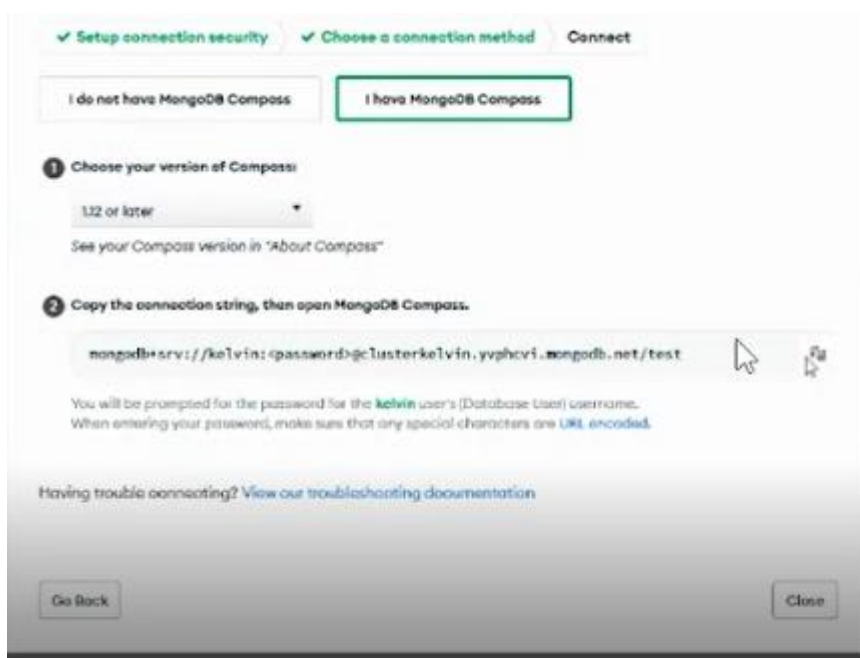 ✔ Setup connection security ✔ Choose a connection method Connect
I do not have MongoDB Compass I have MongoDB Compass
1 Choose your version of Compass:
1.12 or later
See your Compass version in "About Compass"
2 Copy the connection string, then open MongoDB Compass.
mongodb+srv://kelvin:<password>@clusterkelvin.yvphcvi.mongodb.net/test
You will be prompted for the password for the kelvin user's (Database User) username.
When entering your password, make sure that any special characters are URL encoded.
Having trouble connecting? View our troubleshooting documentation
Go Back Close